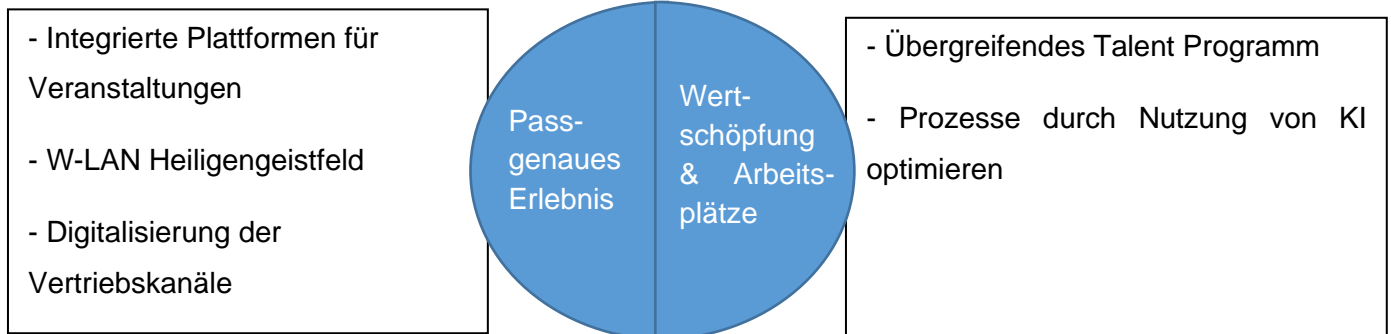 - Integrierte Plattformen für
Veranstaltungen
- W-LAN Heiligengeistfeld
- Digitalisierung der
Vertriebskanäle
Pass-
genaues
Erlebnis
Wert-
schöpfung
& Arbeits-
plätze
- Übergreifendes Talent Programm
- Prozesse durch Nutzung von KI
optimieren